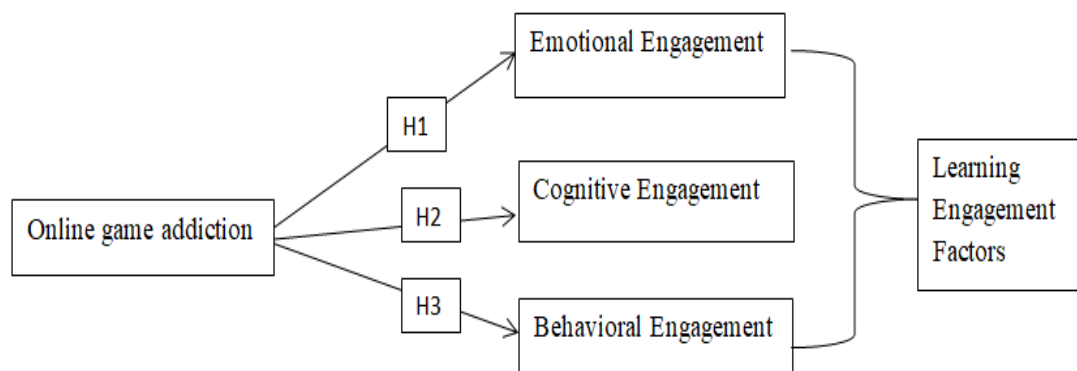 Emotional Engagement
H1
Cognitive Engagement
H2
Online game addiction
Learning
Engagement
Factors
H3
Behavioral Engagement